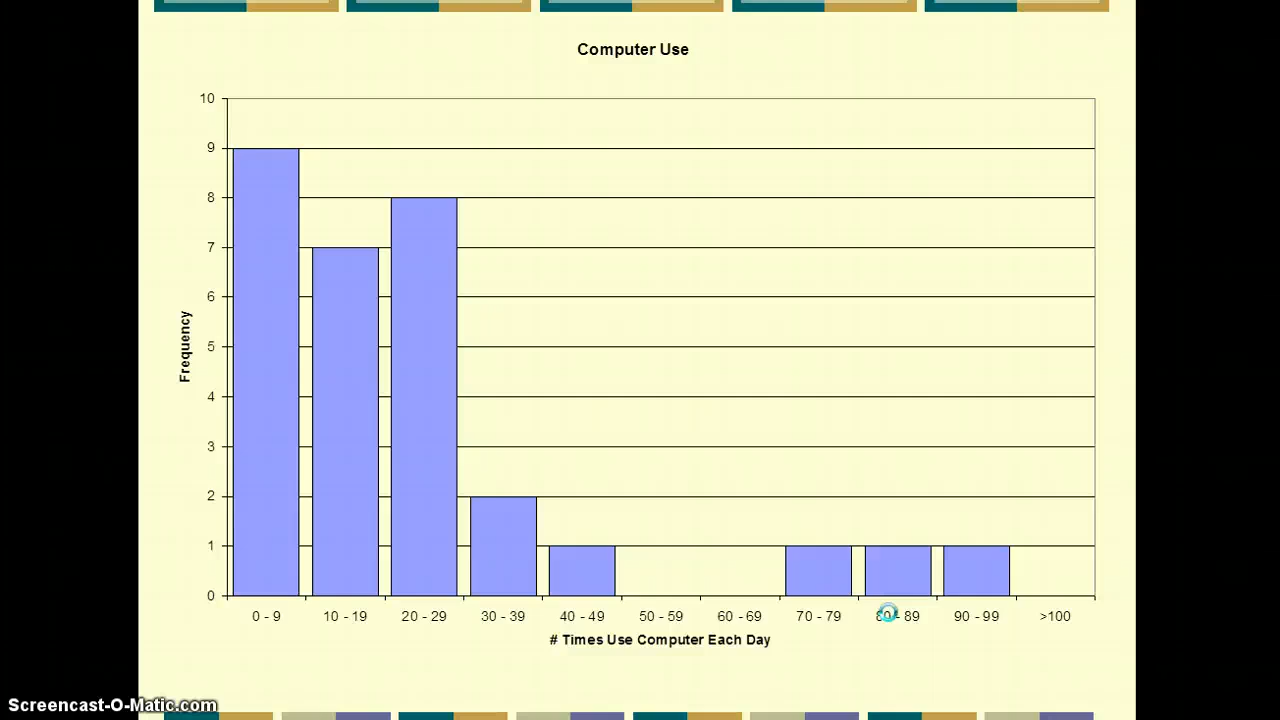 Computer Use
10
9
8
7
6
5
4
3
2
1
0
Frequency
0 - 9 10 - 19 20 - 29 30 - 39 40 - 49 50 - 59 60 - 69 70 - 79 80 - 89 90 - 99 >100
# Times Use Computer Each Day
Screencast-O-Matic.com